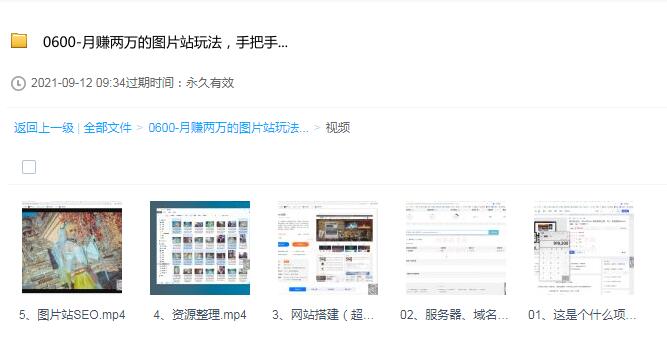 0600-月赚两万的图片站玩法，手把手...
2021-09-12 09:34过期时间：永久有效
返回上一级 | 全部文件 > 0600-月赚两万的图片站玩法... > 视频
5、图片站SEO.mp4 4、资源整理.mp4 3、网站搭建（超... 02、服务器、域名... 01、这是个什么项...